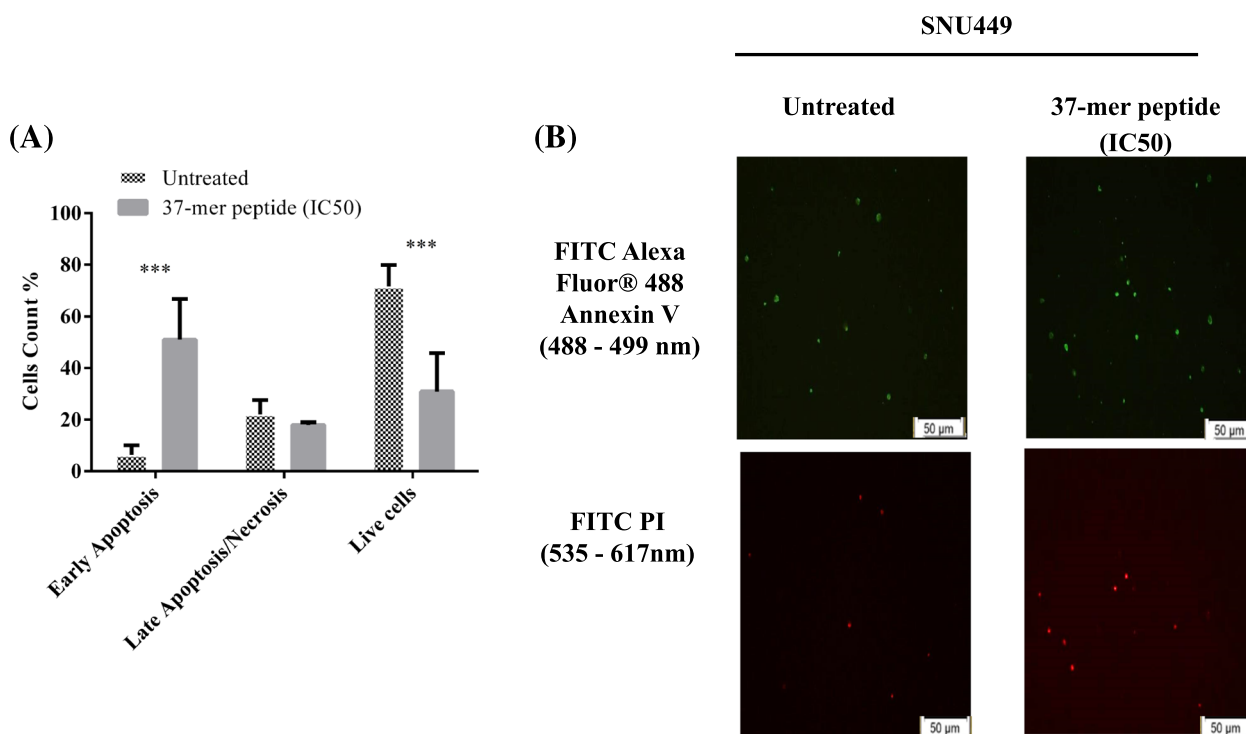 SNU449
Untreated
37-mer peptide
(IC50)
(A)
(B)
Untreated
37-mer peptide (IC50)
100
80
60
40
20
0
Cells Count %
***
***
Early Apoptosis
Late Apoptosis/Necrosis
Live cells
FITC Alexa
Fluor® 488
Annexin V
(488 - 499 nm)
50 µm
50 µm
FITC PI
(535 - 617nm)
50 µm
50 µm